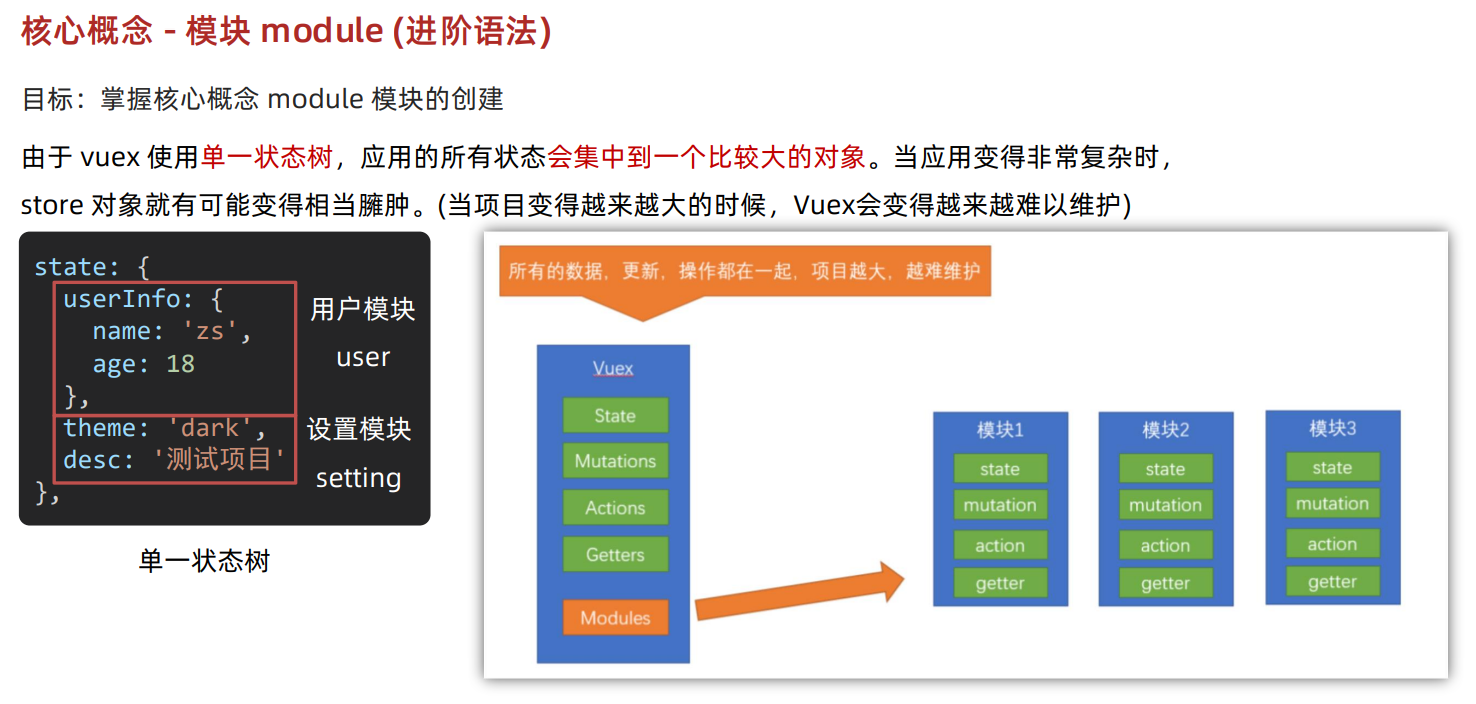 核心概念 - 模块 module (进阶语法)
目标：掌握核心概念 module 模块的创建
由于 vuex 使用单一状态树，应用的所有状态会集中到一个比较大的对象。当应用变得非常复杂时，
store 对象就有可能变得相当臃肿。(当项目变得越来越大的时候，Vuex会变得越来越难以维护)
state: {
userInfo: {
name: 'zs',
age: 18
},
theme: 'dark',
desc: '测试项目'
},
用户模块
user
设置模块
setting
单一状态树
所有的数据，更新，操作都在一起，项目越大，越难维护
Vuex
State
Mutations
Actions
Getters
Modules
模块1
state
mutation
action
getter
模块2
state
mutation
action
getter
模块3
state
mutation
action
getter